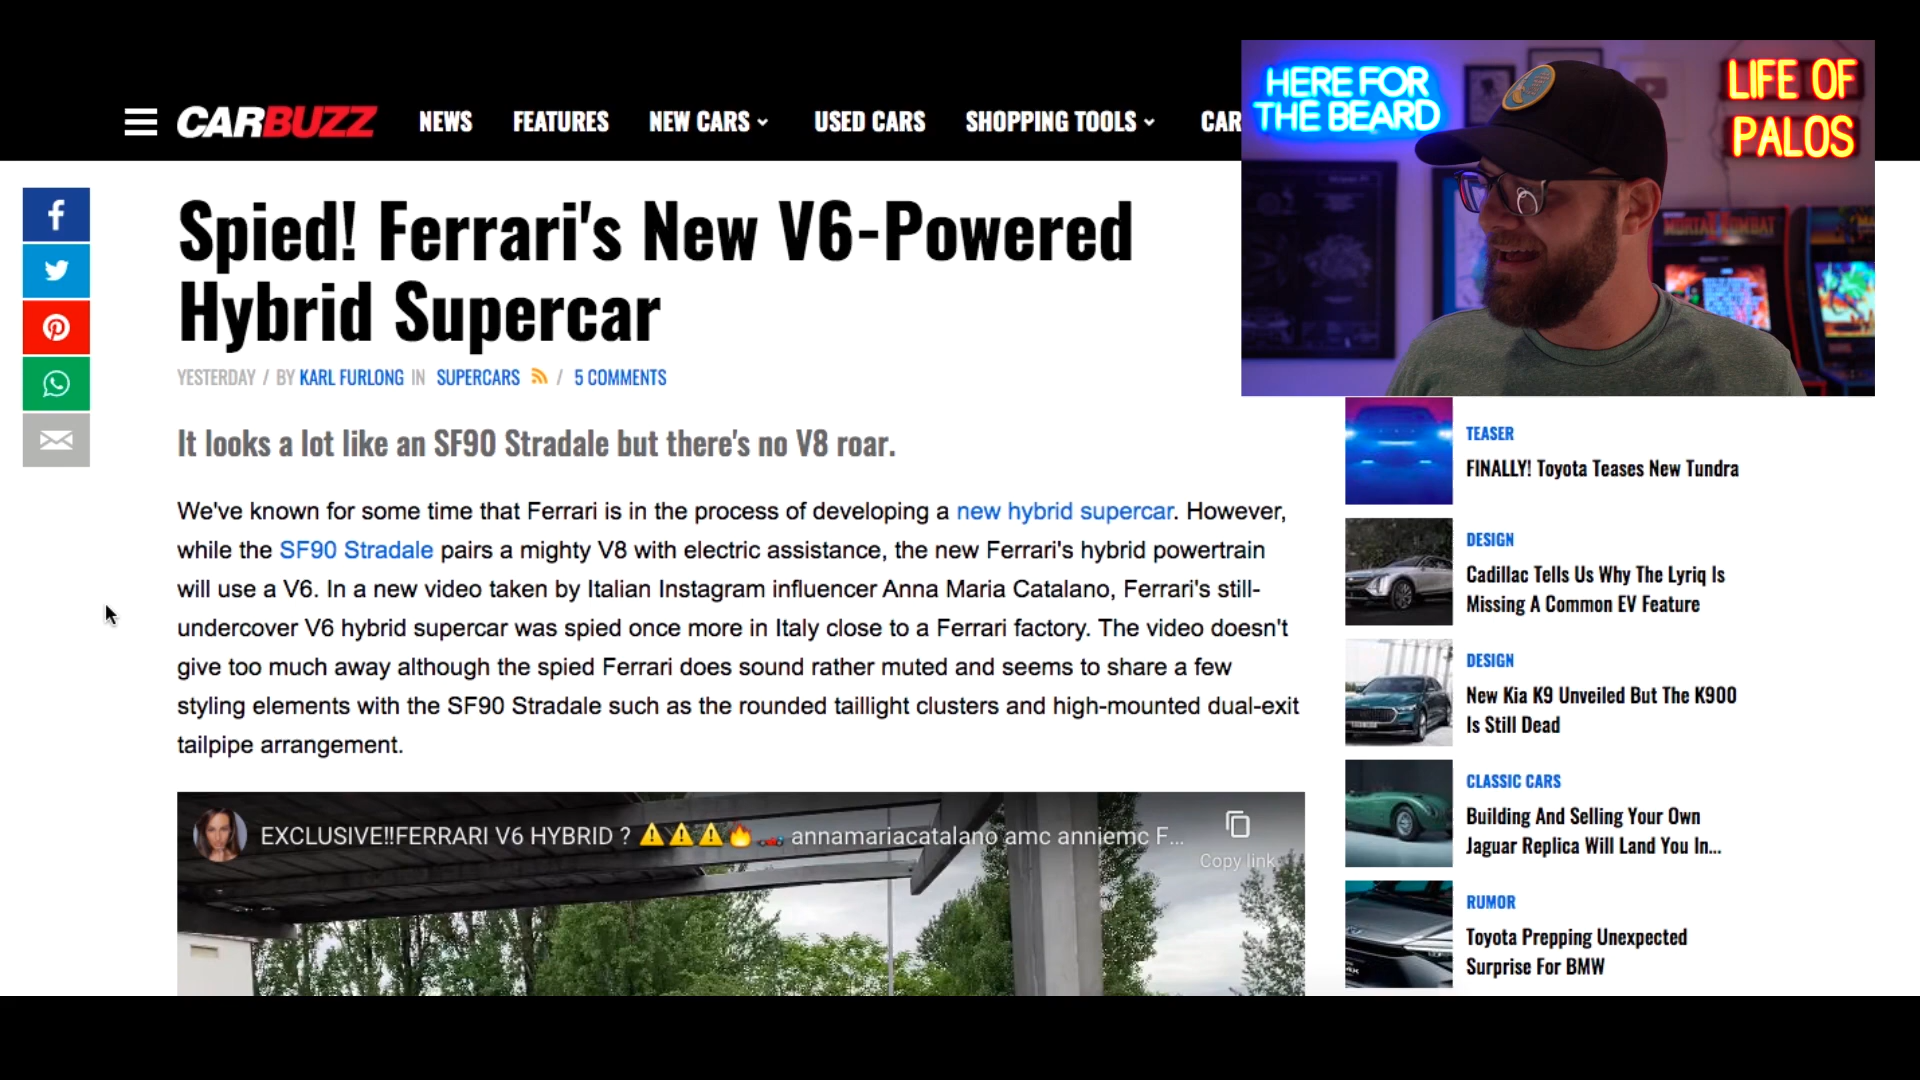 CARBUZZ
NEWS
FEATURES
NEW CARS
USED CARS
SHOPPING TOOLS
CAR
HERE FOR
THE BEARD
LIFE OF
PALOS
MORTAL KOMBAT
Spied! Ferrari's New V6-Powered
Hybrid Supercar
YESTERDAY / BY KARL FURLONG IN SUPERCARS / 5 COMMENTS
It looks a lot like an SF90 Stradale but there's no V8 roar.
We've known for some time that Ferrari is in the process of developing a new hybrid supercar. However,
while the SF90 Stradale pairs a mighty V8 with electric assistance, the new Ferrari's hybrid powertrain
will use a V6. In a new video taken by Italian Instagram influencer Anna Maria Catalano, Ferrari's still-
undercover V6 hybrid supercar was spied once more in Italy close to a Ferrari factory. The video doesn't
give too much away although the spied Ferrari does sound rather muted and seems to share a few
styling elements with the SF90 Stradale such as the rounded taillight clusters and high-mounted dual-exit
tailpipe arrangement.
EXCLUSIVE!!FERRARI V6 HYBRID ? ⚠⚠⚠🔥🏎 annamariacatalano amc anniemc F...
Copy link
TEASER
FINALLY! Toyota Teases New Tundra
DESIGN
Cadillac Tells Us Why The Lyriq Is
Missing A Common EV Feature
DESIGN
New Kia K9 Unveiled But The K900
Is Still Dead
CLASSIC CARS
Building And Selling Your Own
Jaguar Replica Will Land You In...
RUMOR
Toyota Prepping Unexpected
Surprise For BMW